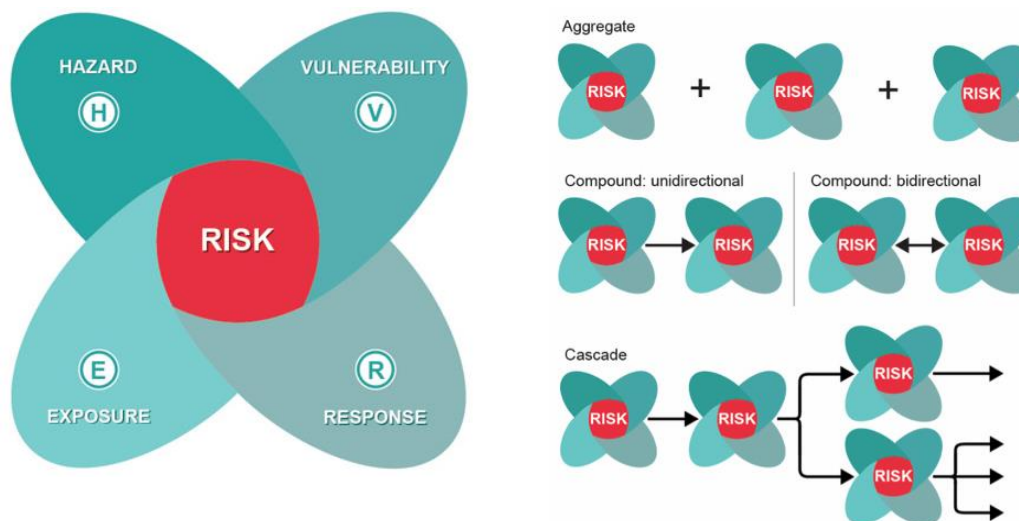 HAZARD
H
VULNERABILITY
V
RISK
E
EXPOSURE
R
RESPONSE
Aggregate
RISK
+
RISK
+
RISK
Compound: unidirectional
RISK
RISK
Compound: bidirectional
RISK
RISK
Cascade
RISK
RISK
RISK
RISK